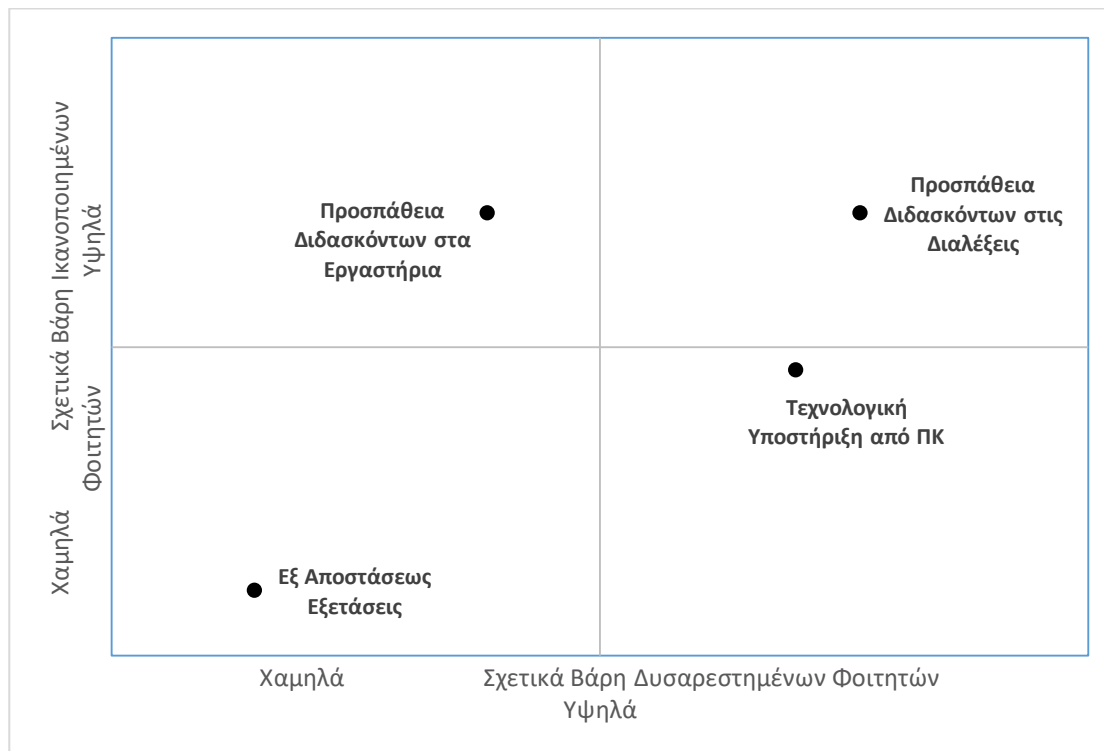 Σχετικά Βάρη Ικανοποιημένων
Φοιτητών
Υψηλά
Χαμηλά
Προσπάθεια
Διδασκόντων στα
Εργαστήρια
Προσπάθεια
Διδασκόντων στις
Διαλέξεις
Τεχνολογική
Υποστήριξη από ΠΚ
Εξ Αποστάσεως
Εξετάσεις
Χαμηλά
Σχετικά Βάρη Δυσαρεστημένων Φοιτητών
Υψηλά